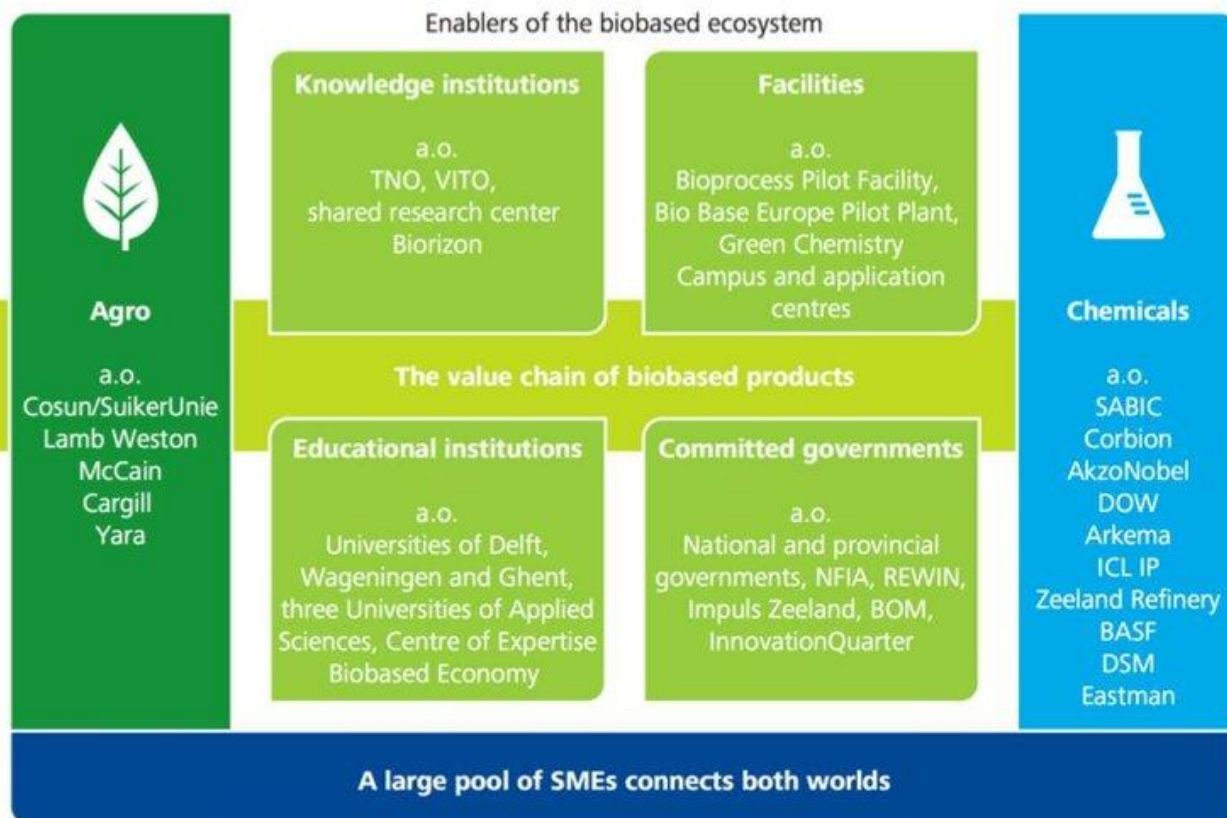 Enablers of the biobased ecosystem
Agro
a.o.
Cosun/SuikerUnie
Lamb Weston
McCain
Cargill
Yara
Knowledge institutions
a.o.
TNO, VITO,
shared research center
Biorizon
Facilities
a.o.
Bioprocess Pilot Facility,
Bio Base Europe Pilot Plant,
Green Chemistry
Campus and application
centres
The value chain of biobased products
Educational institutions
a.o.
Universities of Delft,
Wageningen and Ghent,
three Universities of Applied
Sciences, Centre of Expertise
Biobased Economy
Committed governments
a.o.
National and provincial
governments, NFIA, REWIN,
Impuls Zeeland, BOM,
InnovationQuarter
Chemicals
a.o.
SABIC
Corbion
AkzoNobel
DOW
Arkema
ICL IP
Zeeland Refinery
BASF
DSM
Eastman
A large pool of SMEs connects both worlds